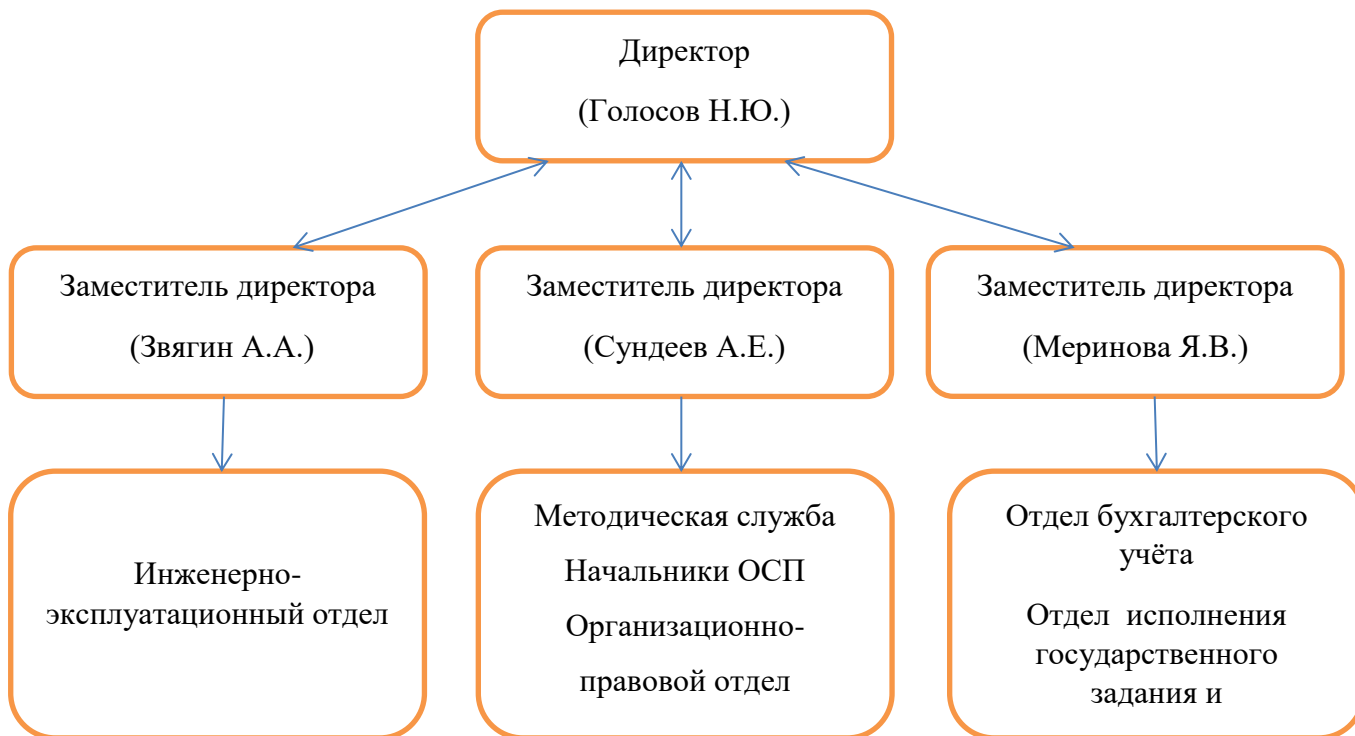 Директор
(Голосов Н.Ю.)
Заместитель директора
(Звягин А.А.)
Заместитель директора
(Сундеев А.Е.)
Заместитель директора
(Меринова Я.В.)
Инженерно-
эксплуатационный отдел
Методическая служба
Начальники ОСП
Организационно-
правовой отдел
Отдел бухгалтерского
учёта
Отдел исполнения
государственного
задания и